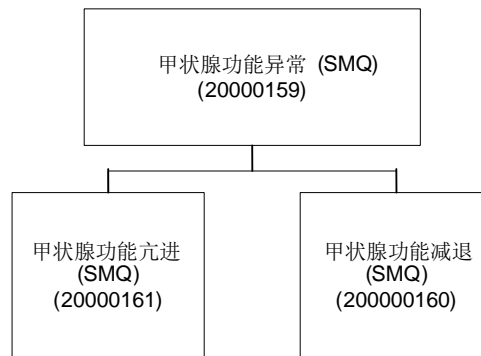 甲状腺功能异常 (SMQ)
(20000159)
甲状腺功能亢进
(SMQ)
(20000161)
甲状腺功能减退
(SMQ)
(200000160)